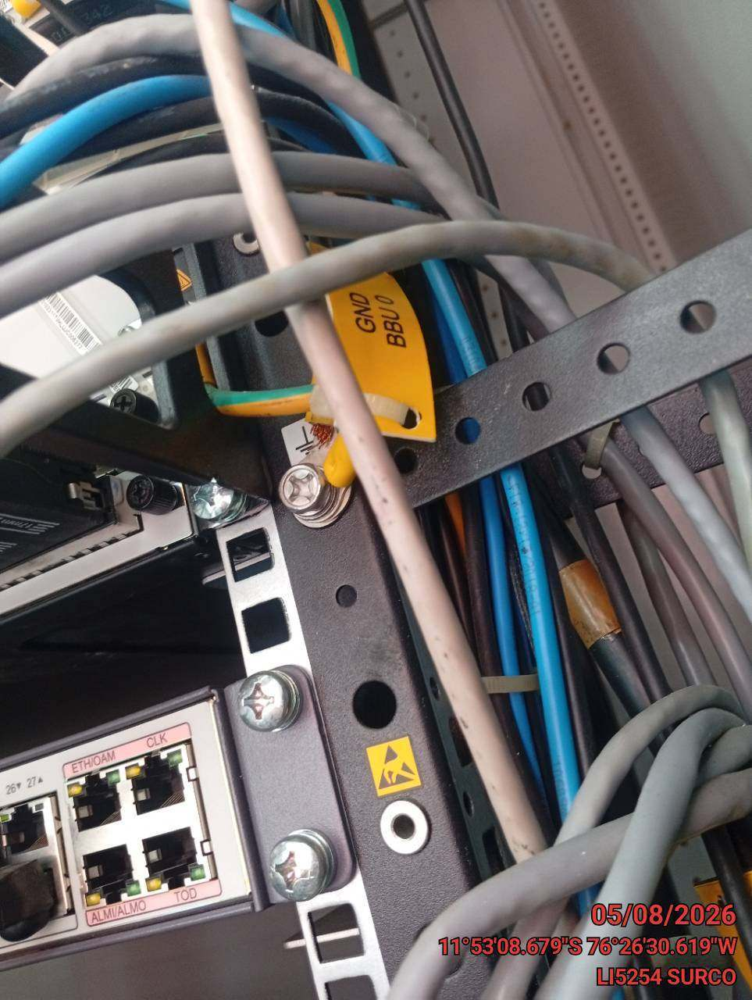 GND
BBU 0
CLK
ETH/OAM
26▼ 27▲
ALMI/ALMO
TOD
05/08/2026
11°53'08.679"S 76°26'30.619"W
LI5254 SURCO